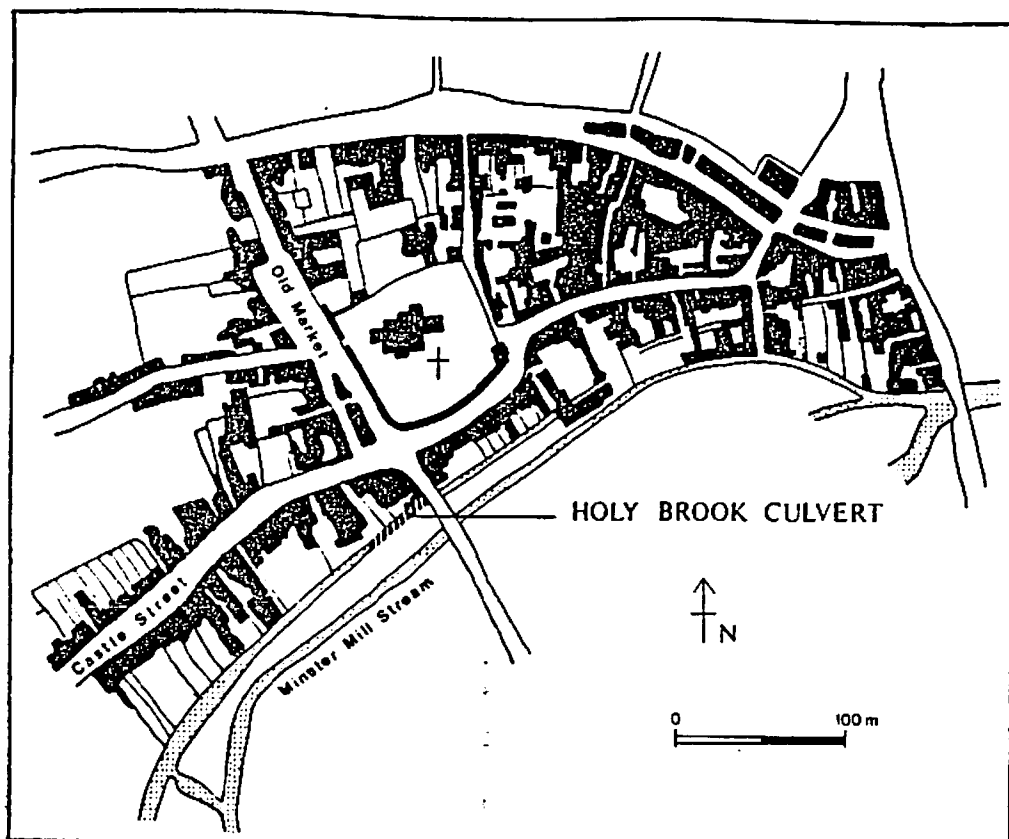 Old Market
HOLY BROOK CULVERT
Castle Street
Minster Mill Stream
N
0 100 m